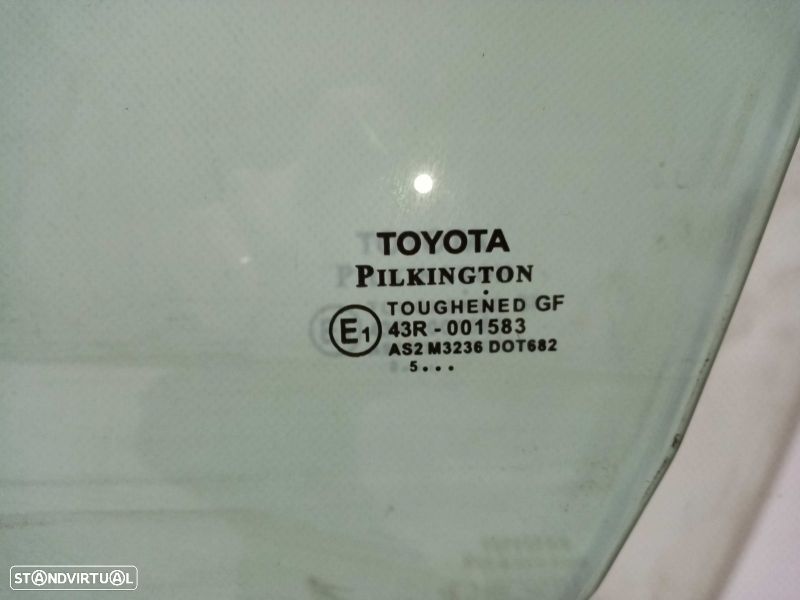 TOYOTA
PILKINGTON
TOUGHENED GF
E1 43R - 001583
AS2 M3236 DOT682
5...
STANDVIRTUAL